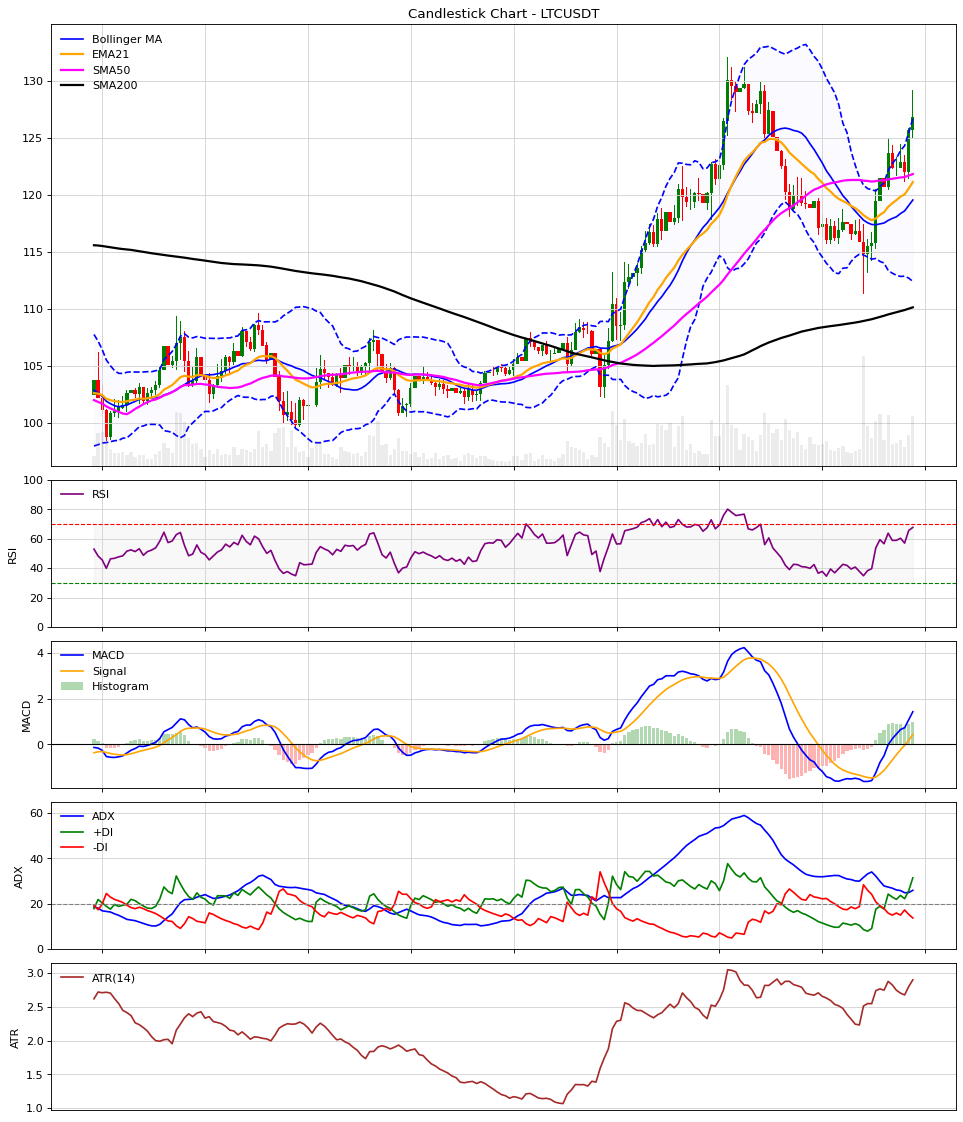 Candlestick Chart - LTCUSDT
Bollinger MA
EMA21
SMA50
SMA200
130
125
120
115
110
105
100
RSI
100
80
60
40
20
0
RSI
MACD
Signal
Histogram
4
2
0
MACD
ADX
+DI
-DI
60
40
20
0
ADX
ATR(14)
3.0
2.5
2.0
1.5
1.0
ATR